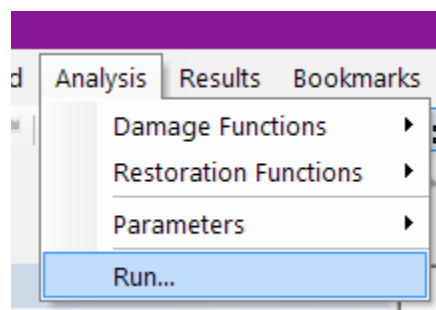 d Analysis Results Bookmarks
Damage Functions
Restoration Functions
Parameters
Run...